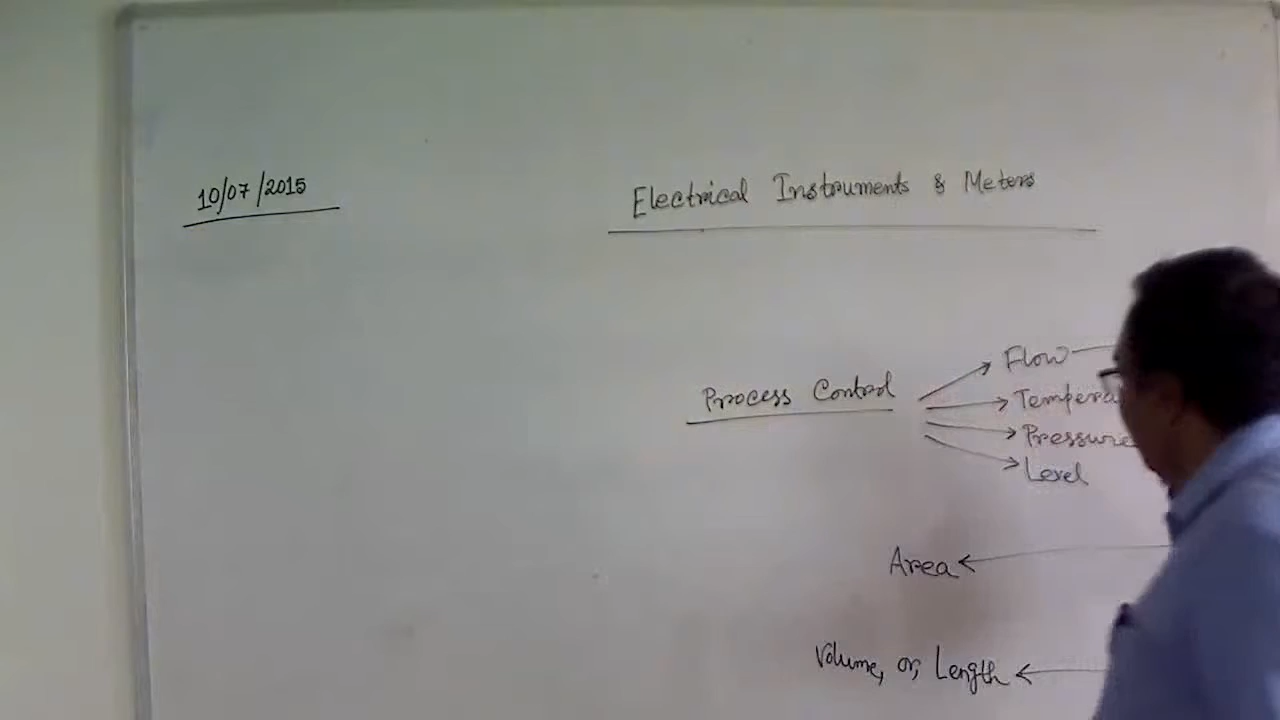 10/07/2015
Electrical Instruments & Meters
Process Control
Flow
Pressure
Level
Area
Volume, or, Length